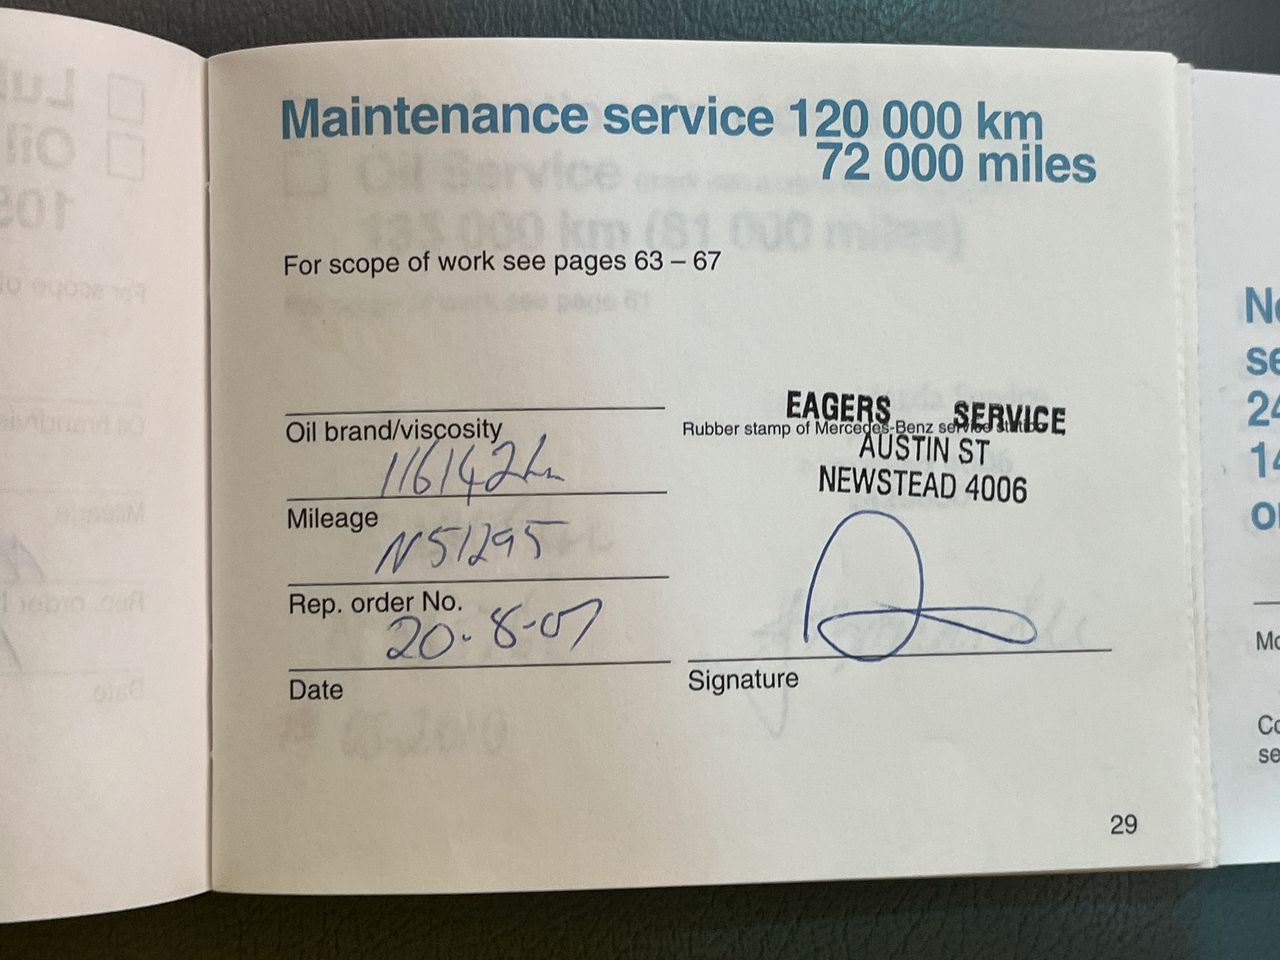 Maintenance service 120 000 km
72 000 miles
For scope of work see pages 63 – 67
Oil brand/viscosity
116142km
Mileage
N51295
Rep. order No.
20-8-07
Date
EAGERS SERVICE
Rubber stamp of Mercedes-Benz service station
AUSTIN ST
NEWSTEAD 4006
Signature
29